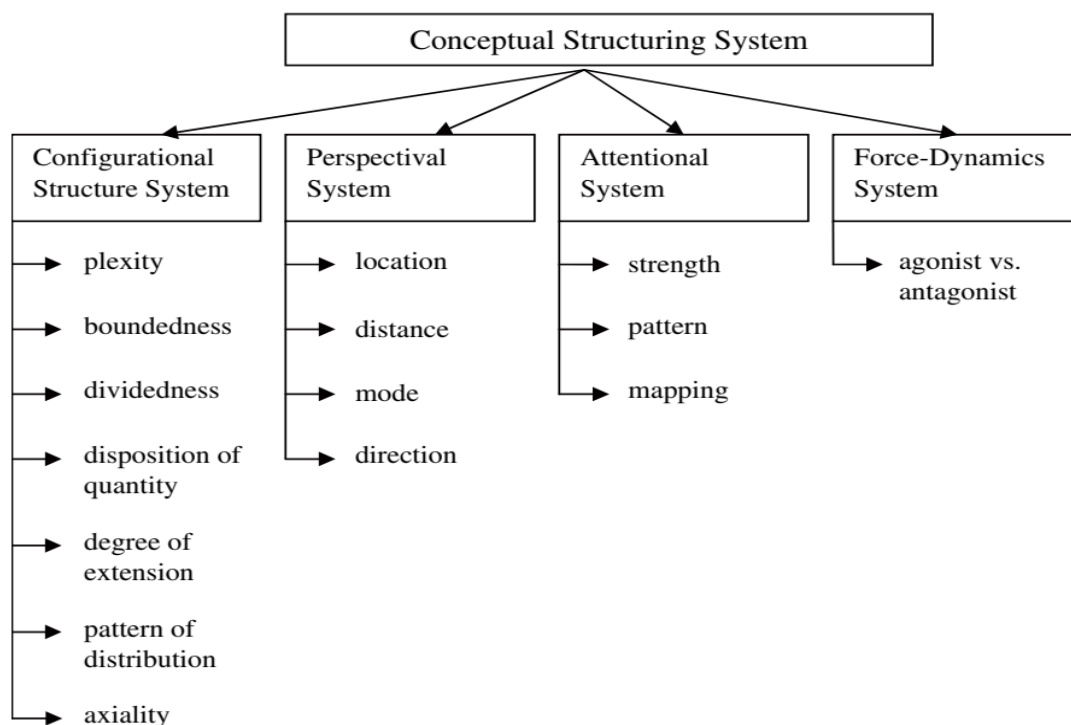 Conceptual Structuring System
Configurational
Structure System
Perspectival
System
Attentional
System
Force-Dynamics
System
plexity
boundedness
dividedness
disposition of
quantity
degree of
extension
pattern of
distribution
axiality
location
distance
mode
direction
strength
pattern
mapping
agonist vs.
antagonist